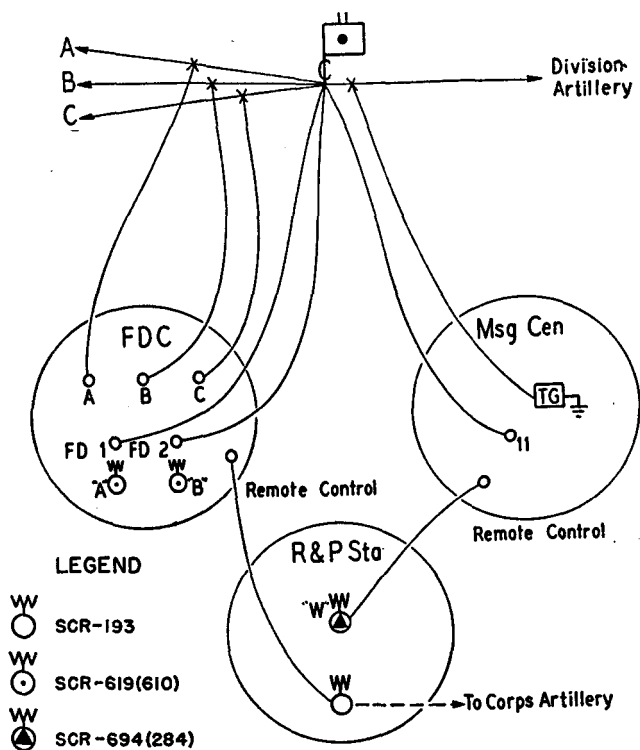 A
B
C
C
Division
Artillery
FDC
A
B
C
FD 1
FD 2
"A"
"B"
Remote Control
Msg Cen
TG
11
Remote Control
R&P Sta
"W"
To Corps Artillery
LEGEND
SCR-193
SCR-619(610)
SCR-694(284)